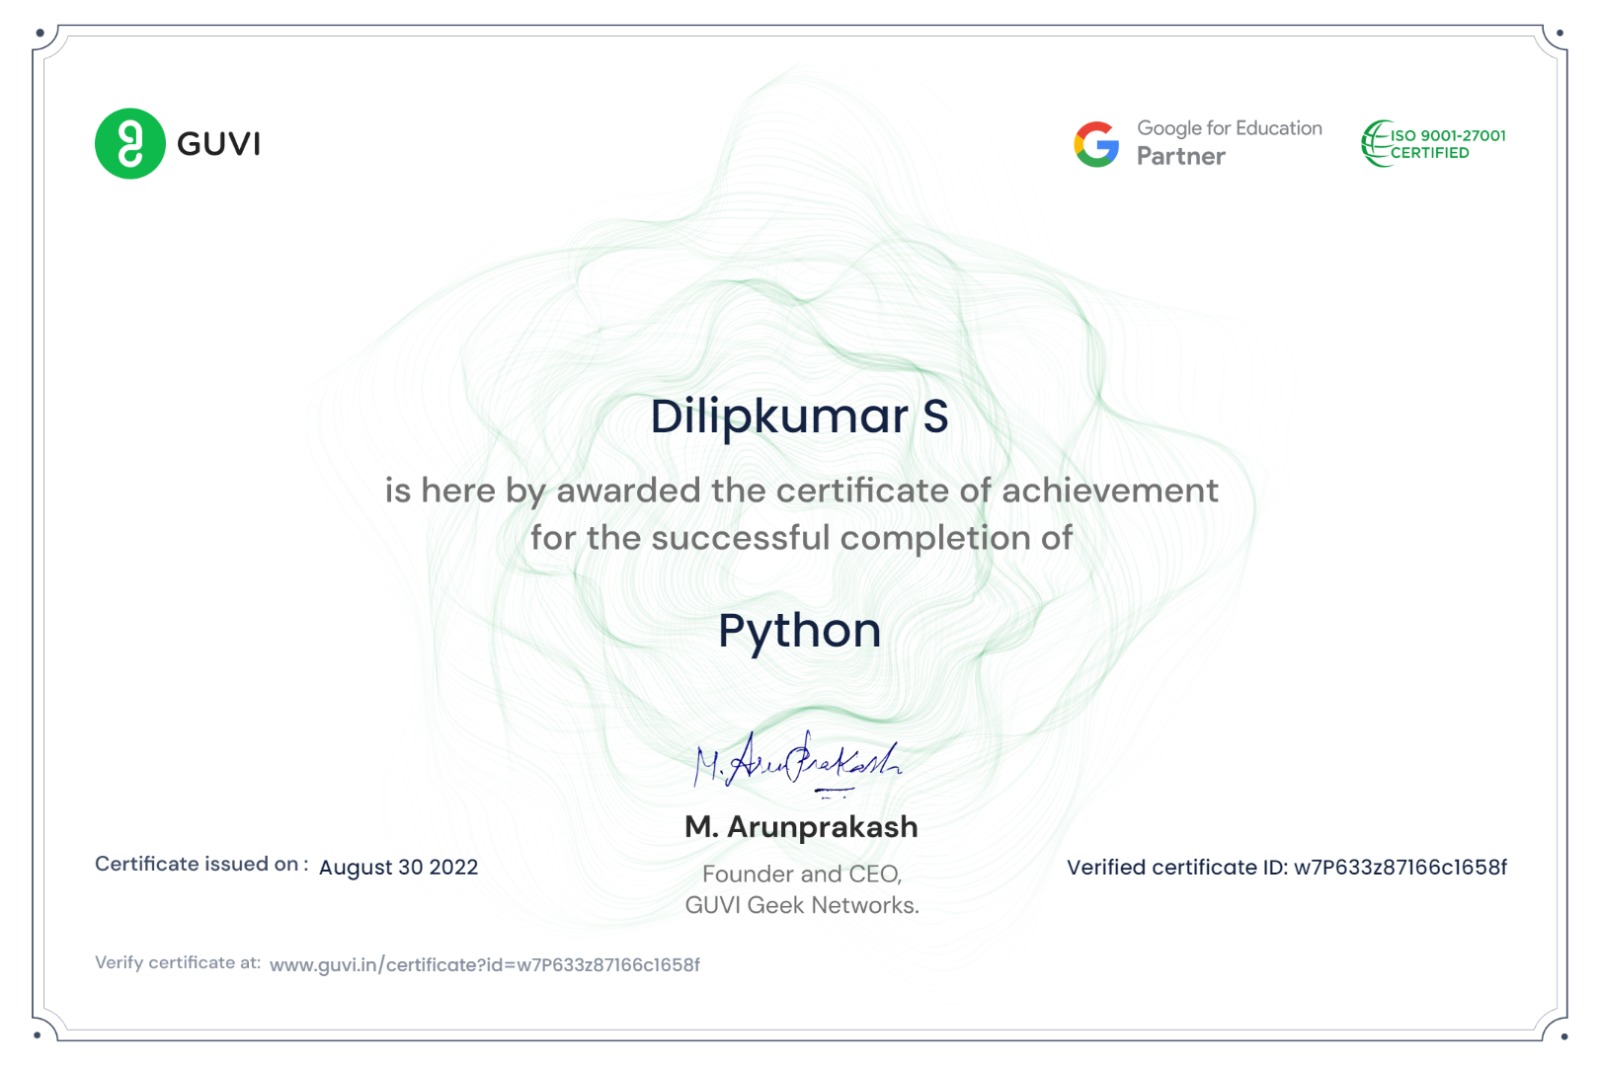 GUVI
Google for Education
Partner
ISO 9001-27001
CERTIFIED
Dilipkumar S
is here by awarded the certificate of achievement
for the successful completion of
Python
M. ArunPrakash
M. Arunprakash
Founder and CEO,
GUVI Geek Networks.
Certificate issued on : August 30 2022
Verified certificate ID: w7P633z87166c1658f
Verify certificate at: www.guvi.in/certificate?id=w7P633z87166c1658f